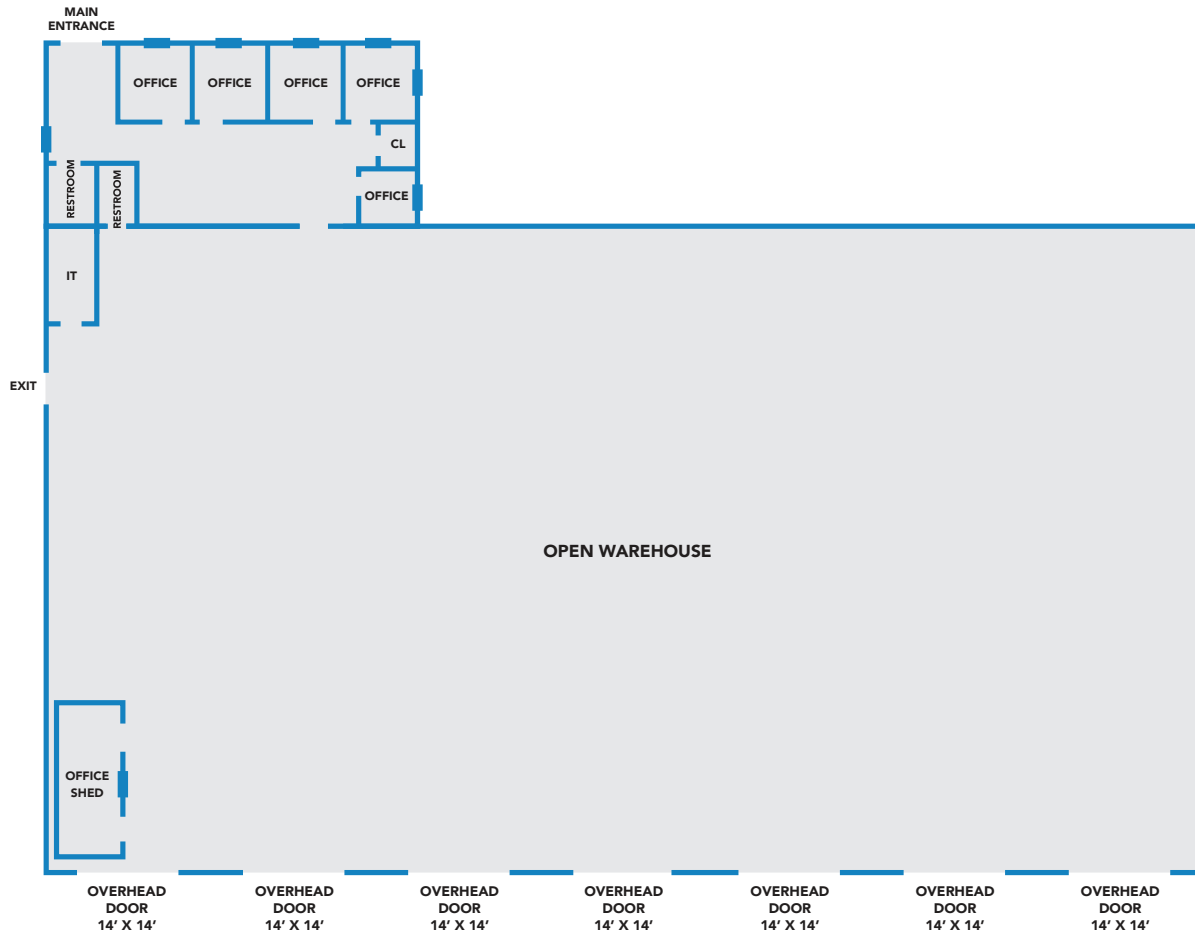 MAIN
ENTRANCE
OFFICE
OFFICE
OFFICE
OFFICE
CL
RESTROOM
RESTROOM
OFFICE
IT
EXIT
OPEN WAREHOUSE
OFFICE
SHED
OVERHEAD
DOOR
14’ X 14’
OVERHEAD
DOOR
14’ X 14’
OVERHEAD
DOOR
14’ X 14’
OVERHEAD
DOOR
14’ X 14’
OVERHEAD
DOOR
14’ X 14’
OVERHEAD
DOOR
14’ X 14’
OVERHEAD
DOOR
14’ X 14’